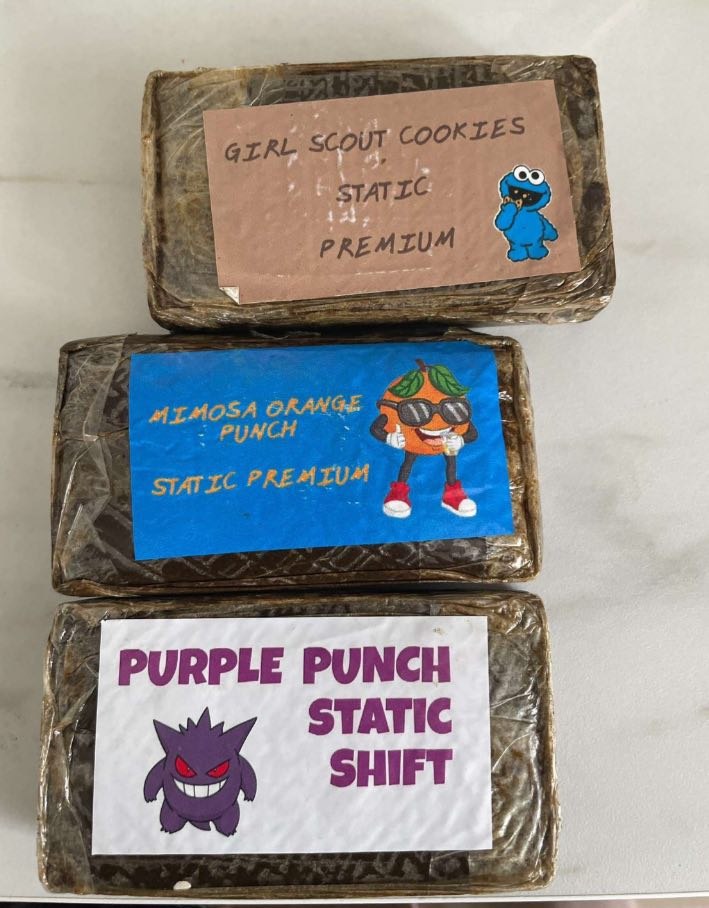 GIRL SCOUT COOKIES
STATIC
PREMIUM
MIMOSA ORANGE
PUNCH
STATIC PREMIUM
PURPLE PUNCH
STATIC
SHIFT